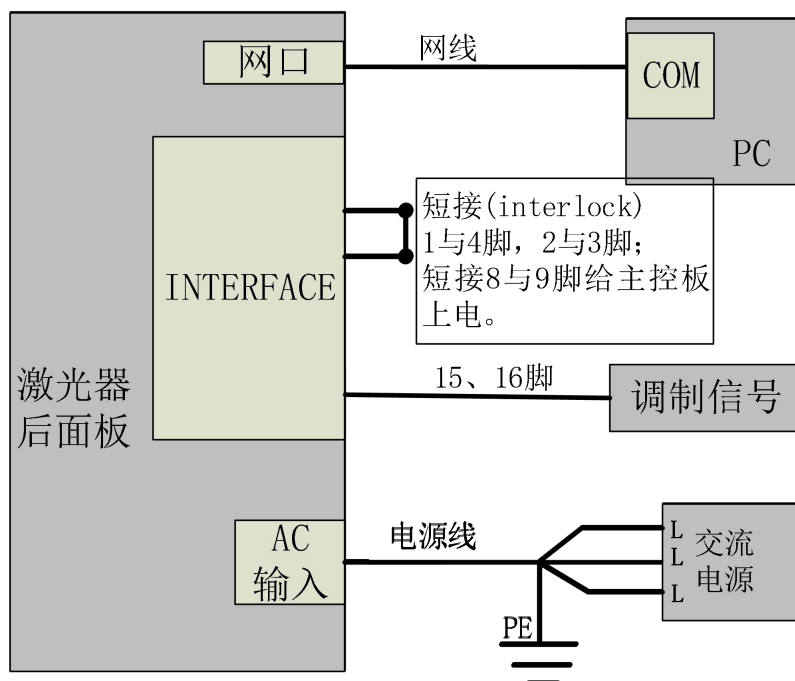 网口
网线
COM
PC
短接(interlock)
1与4脚，2与3脚；
短接8与9脚给主控板
上电。
INTERFACE
15、16脚
调制信号
激光器
后面板
AC
输入
电源线
L
L
L
交流
电源
PE